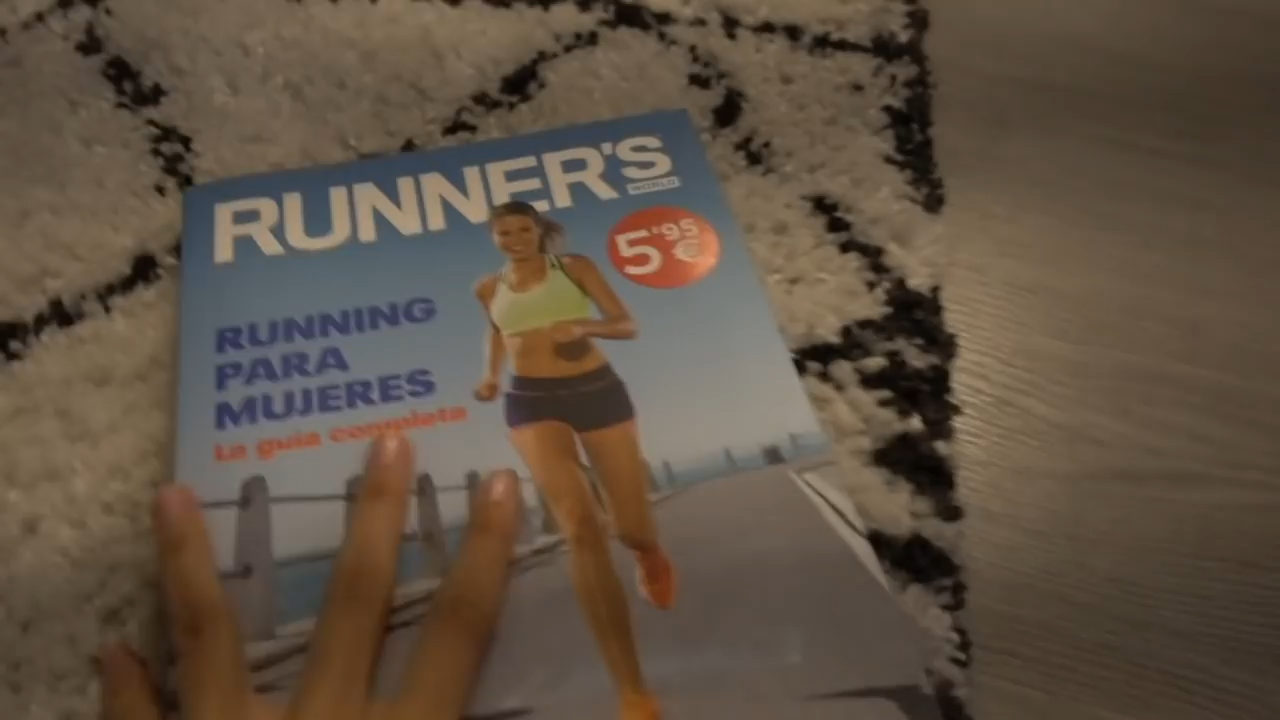 RUNNER'S
WORLD
5'95
€
RUNNING
PARA
MUJERES
La guía completa